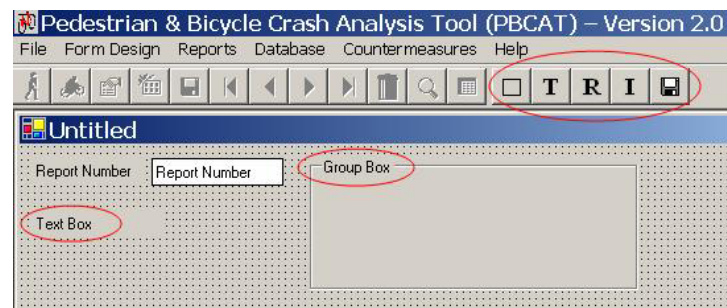 Pedestrian & Bicycle Crash Analysis Tool (PBCAT) – Version 2.0
File Form Design Reports Database Countermeasures Help
T R I
Untitled
Report Number Report Number Group Box
Text Box